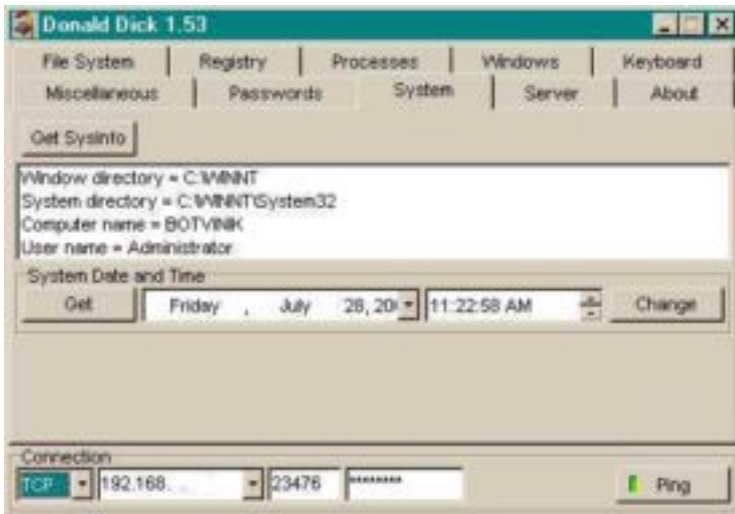 Donald Dick 1.53
File System Registry Processes Windows Keyboard
Miscellaneous Passwords System Server About
Get SysInfo
Window directory = C:\WINNT
System directory = C:\WINNT\System32
Computer name = BOTVINIK
User name = Administrator
System Date and Time
Get Friday , July 28, 20 11:22:58 AM Change
Connection
TCP 192.168. . 23476 ******** Ping